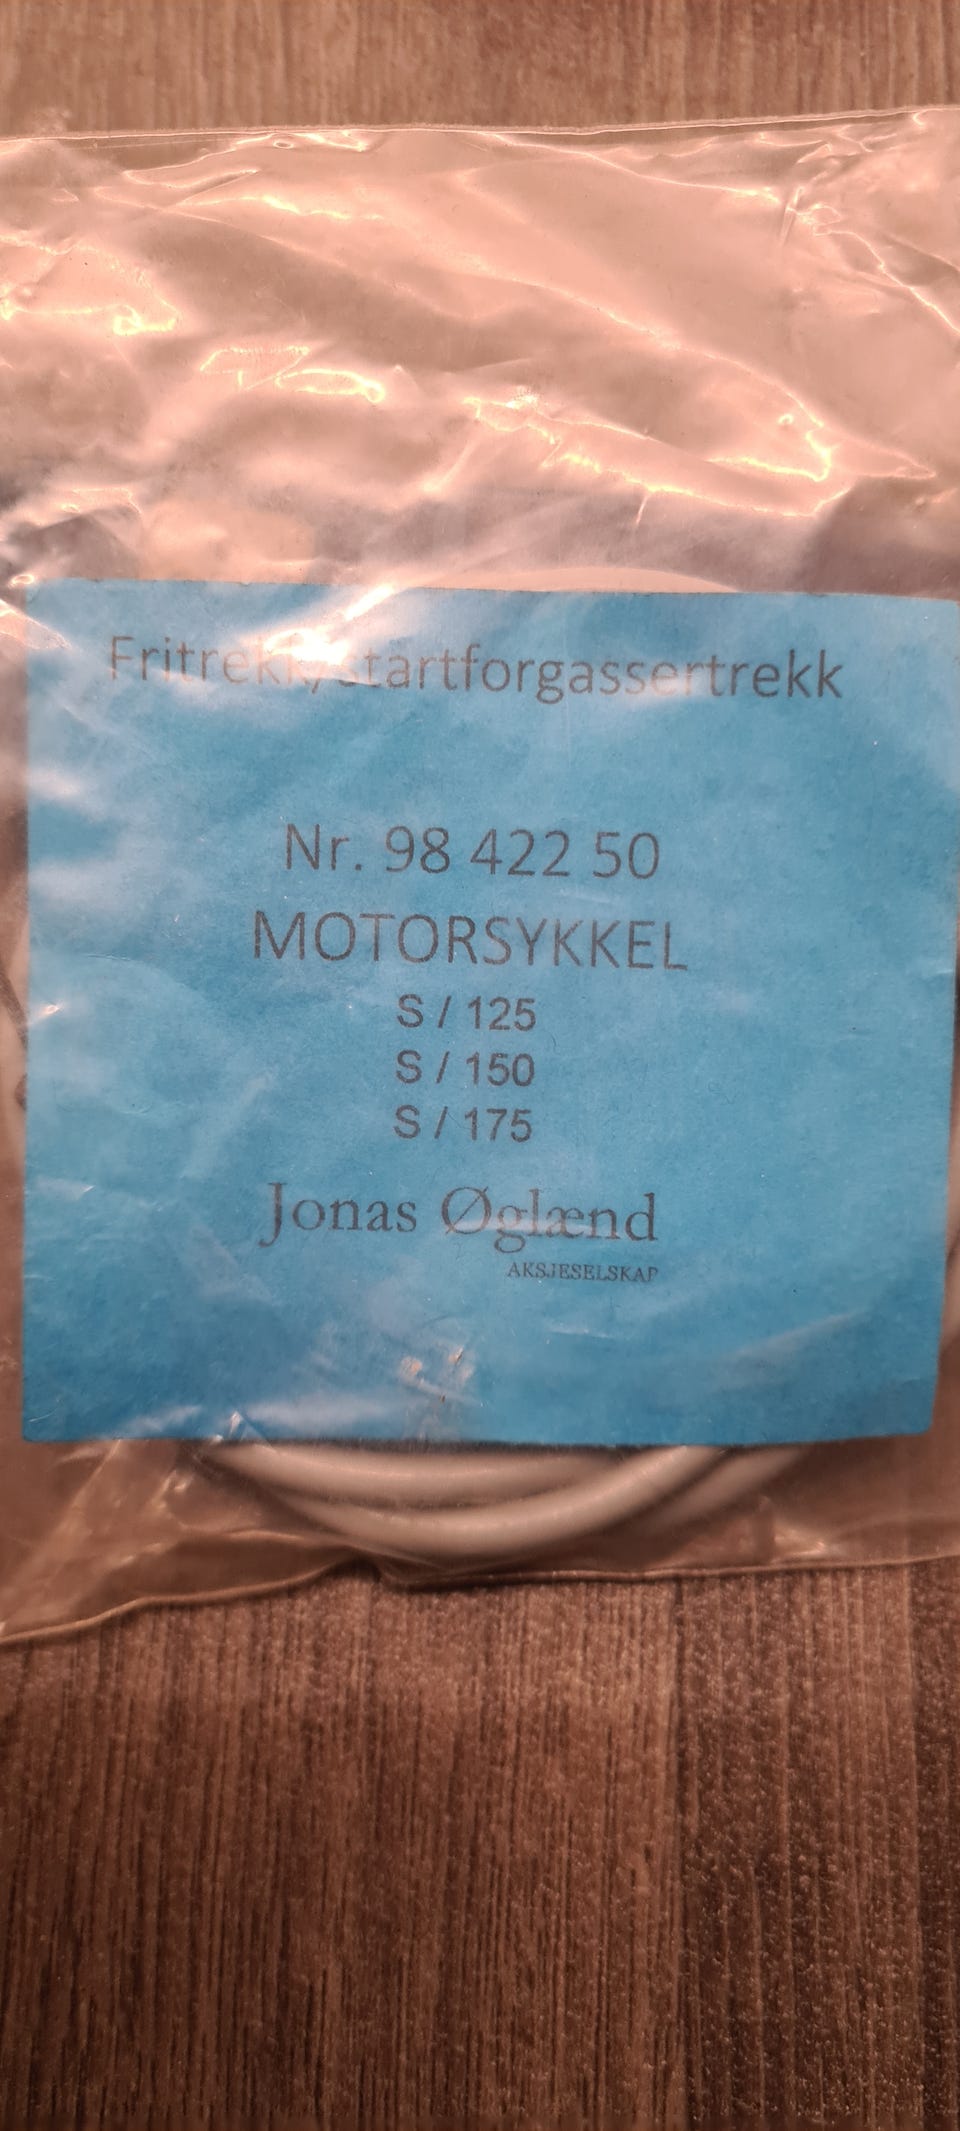 Fritrekk/startforgassertrekk
Nr. 98 422 50
MOTORSYKKEL
S / 125
S / 150
S / 175
Jonas Øglænd
AKSJESELSKAP